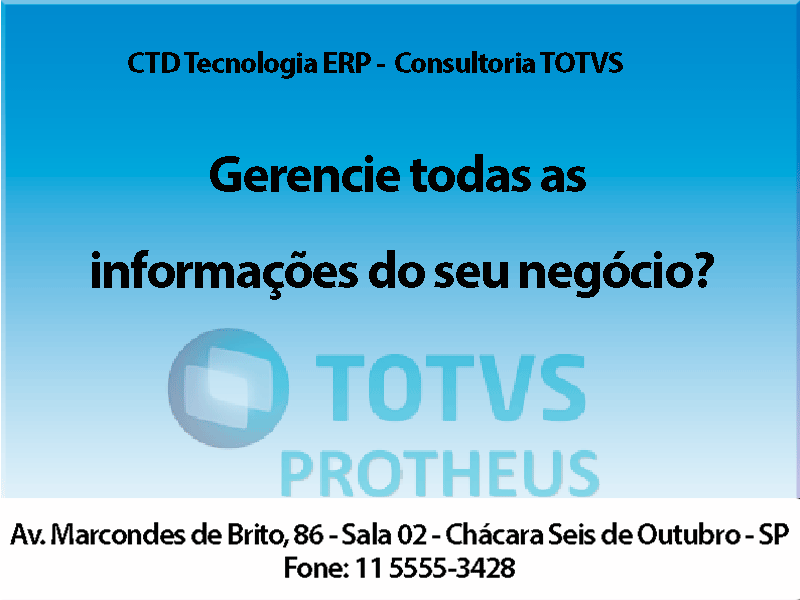 CTD Tecnologia ERP - Consultoria TOTVS
Gerencie todas as
informações do seu negócio?
TOTVS
PROTHEUS
Av. Marcondes de Brito, 86 - Sala 02 - Chácara Seis de Outubro - SP
Fone: 11 5555-3428